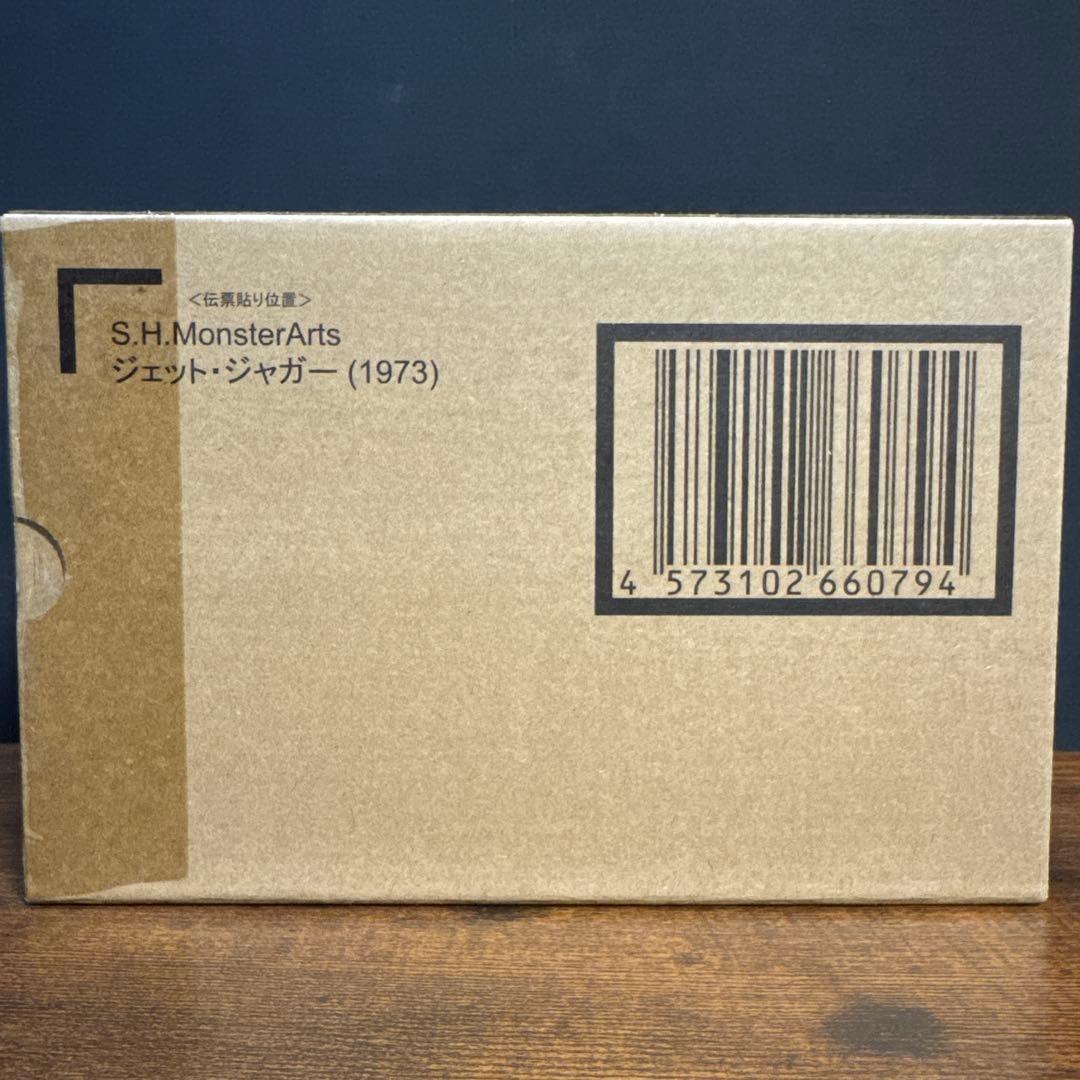 <伝票貼り位置>
S.H.MonsterArts
ジェット・ジャガー (1973)
4 573102 660794